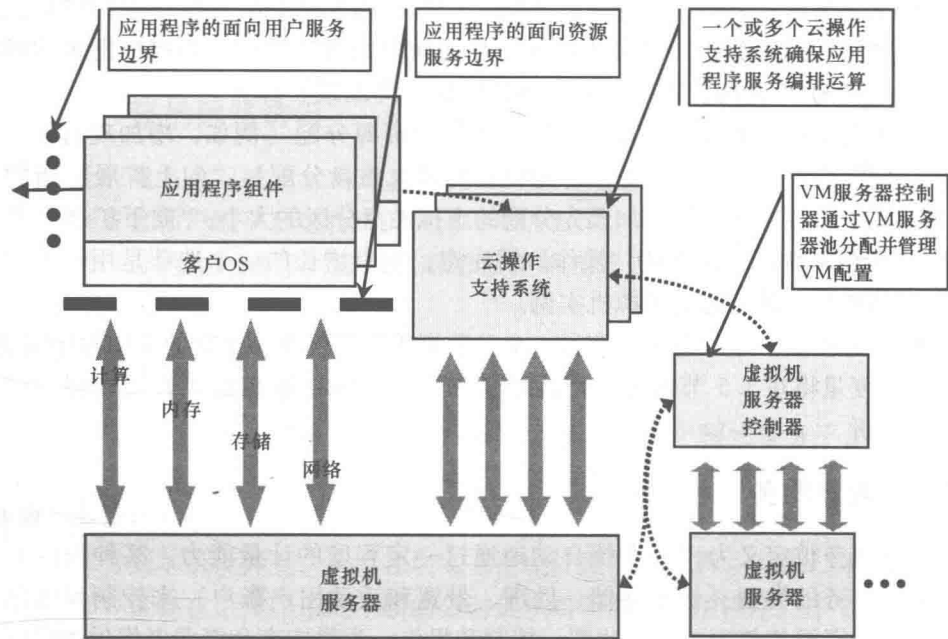 应用程序的面向用户服务
边界
应用程序的面向资源
服务边界
一个或多个云操作
支持系统确保应用
程序服务编排运算
应用程序组件
客户OS
云操作
支持系统
VM服务器控制
器通过VM服务
器池分配并管理
VM配置
计算
内存
存储
网络
虚拟机
服务器
控制器
虚拟机
服务器
虚拟机
服务器